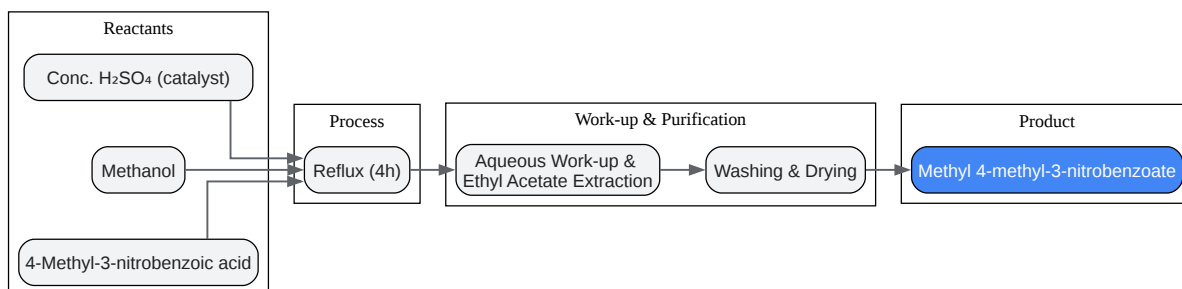 Reactants
Conc. H₂SO₄ (catalyst)
Methanol
4-Methyl-3-nitrobenzoic acid
Process
Reflux (4h)
Work-up & Purification
Aqueous Work-up &
Ethyl Acetate Extraction
Washing & Drying
Product
Methyl 4-methyl-3-nitrobenzoate